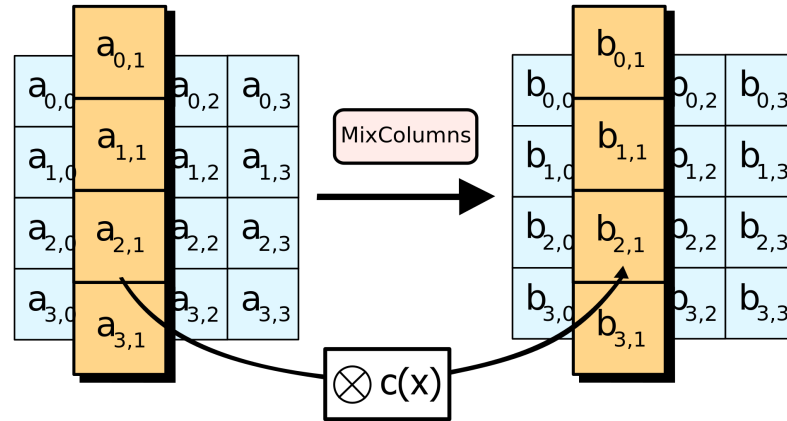 a0,0 a0,1 a0,2 a0,3
a1,0 a1,1 a1,2 a1,3
a2,0 a2,1 a2,2 a2,3
a3,0 a3,1 a3,2 a3,3
MixColumns
b0,0 b0,1 b0,2 b0,3
b1,0 b1,1 b1,2 b1,3
b2,0 b2,1 b2,2 b2,3
b3,0 b3,1 b3,2 b3,3
⊗ c(x)